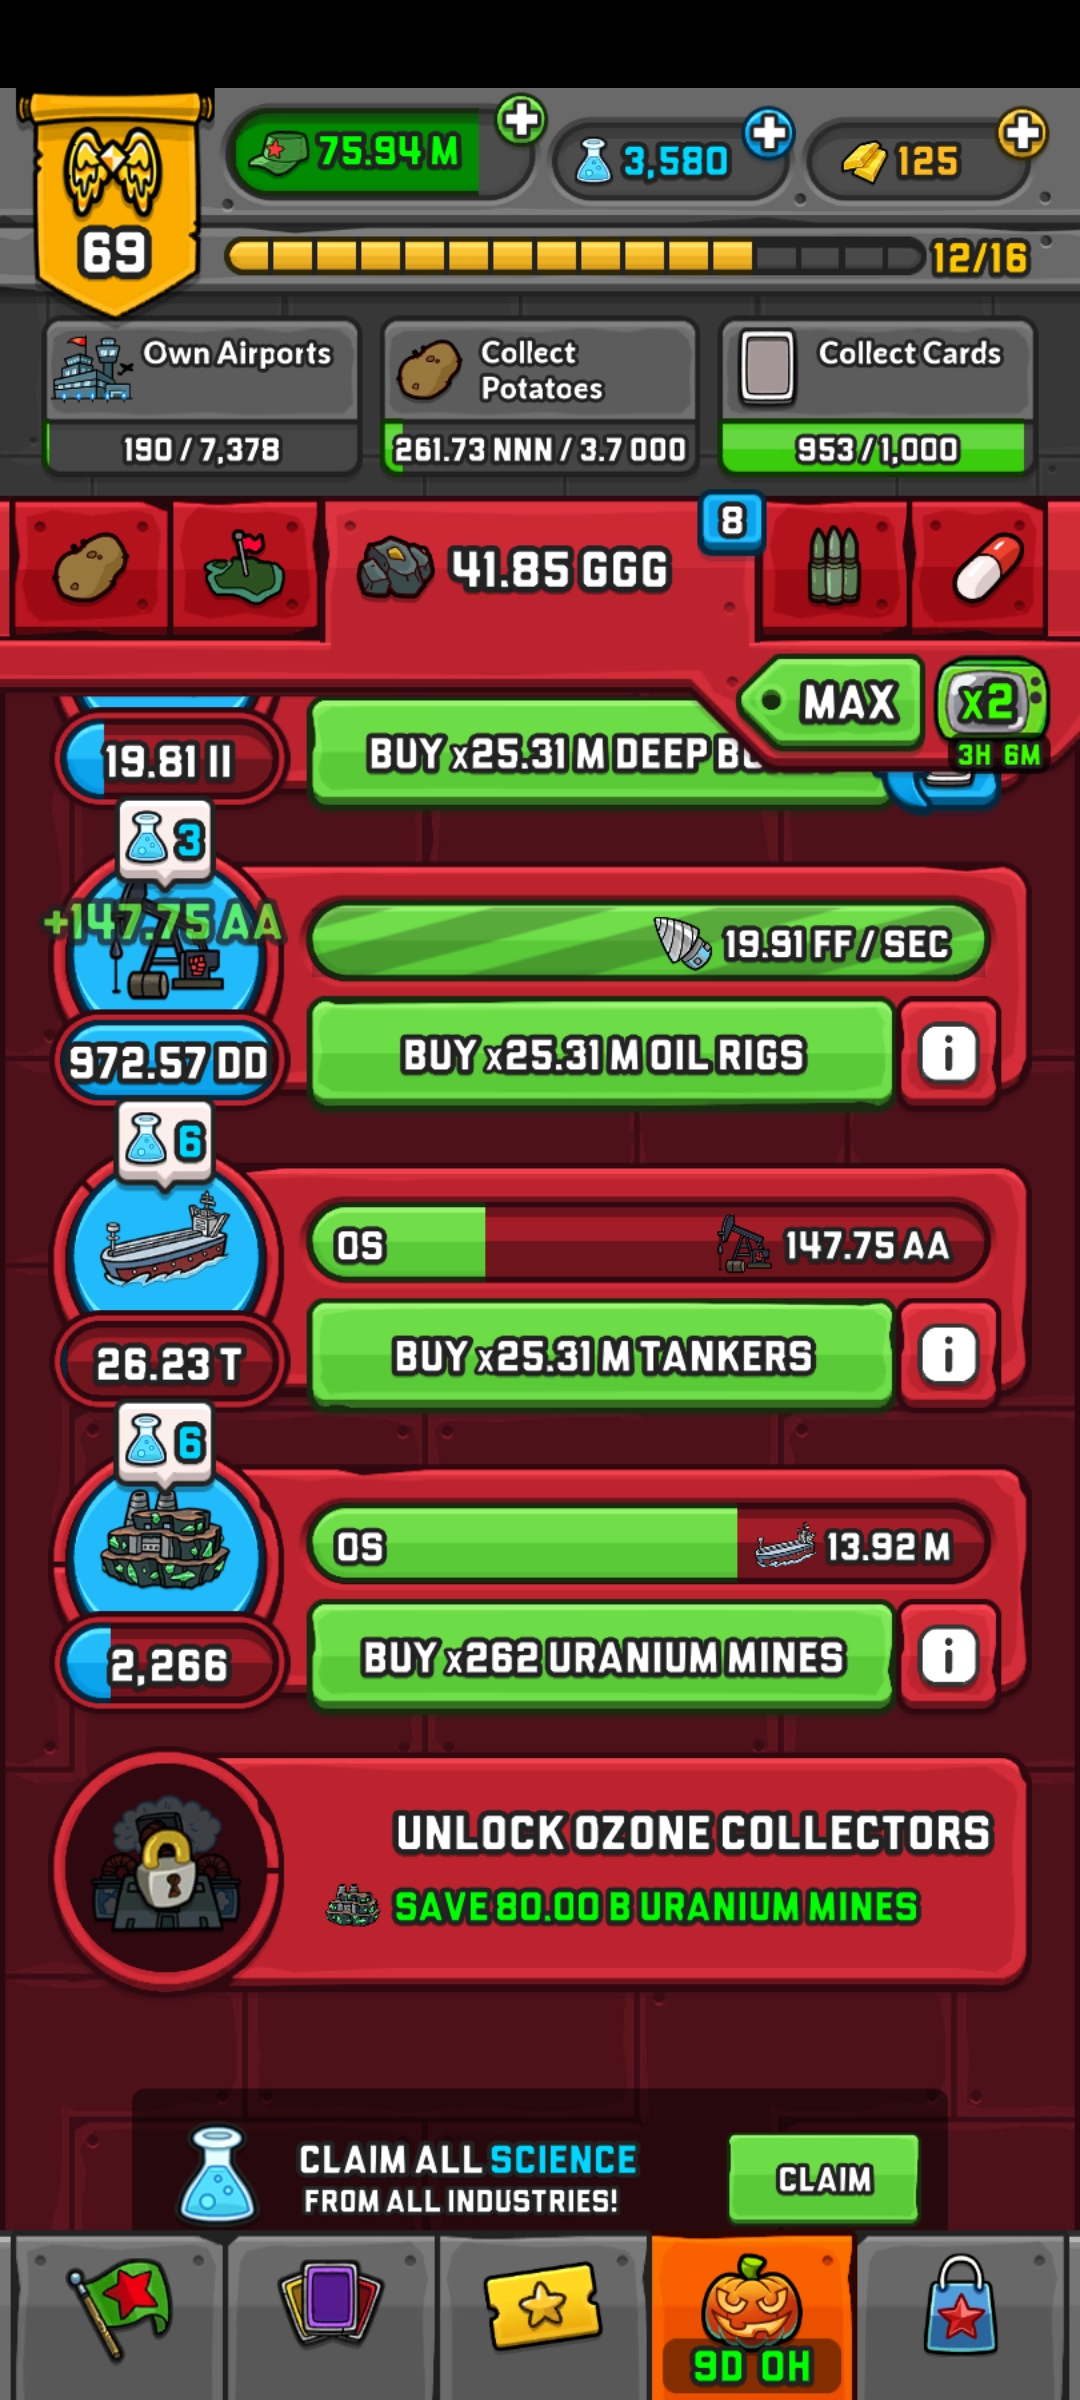 69
75.94 M
3,580
125
12/16
Own Airports
190 / 7,378
Collect
Potatoes
261.73 NNN / 3.7 OOO
Collect Cards
953 / 1,000
41.85 GGG
8
MAX
x2
3H 6M
19.81 II
BUY x25.31 M DEEP
3
+147.75 AA
19.91 FF / SEC
972.57 DD
BUY x25.31 M OIL RIGS
i
6
0S
147.75 AA
26.23 T
BUY x25.31 M TANKERS
i
6
0S
13.92 M
2,266
BUY x262 URANIUM MINES
i
UNLOCK OZONE COLLECTORS
SAVE 80.00 B URANIUM MINES
CLAIM ALL SCIENCE
FROM ALL INDUSTRIES!
CLAIM
9D 0H